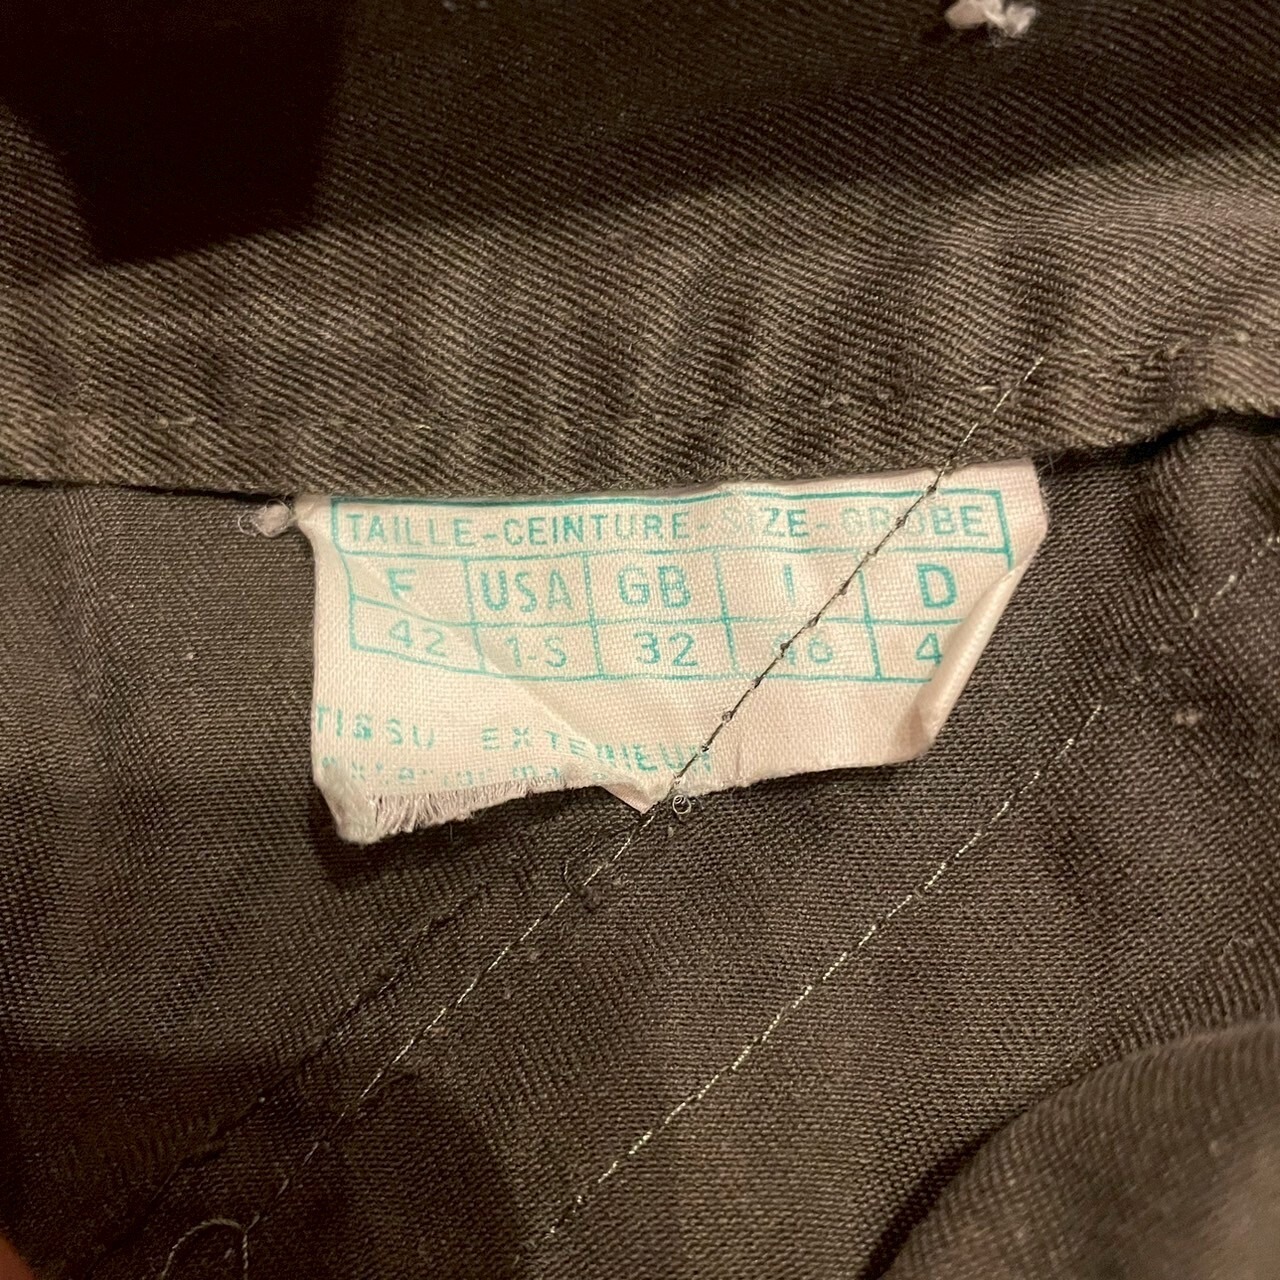 TAILLE-CEINTURE-SIZE-GROBE
F USA GB I D
42 1-S 32 46 4
TISSU EXTERIEUR